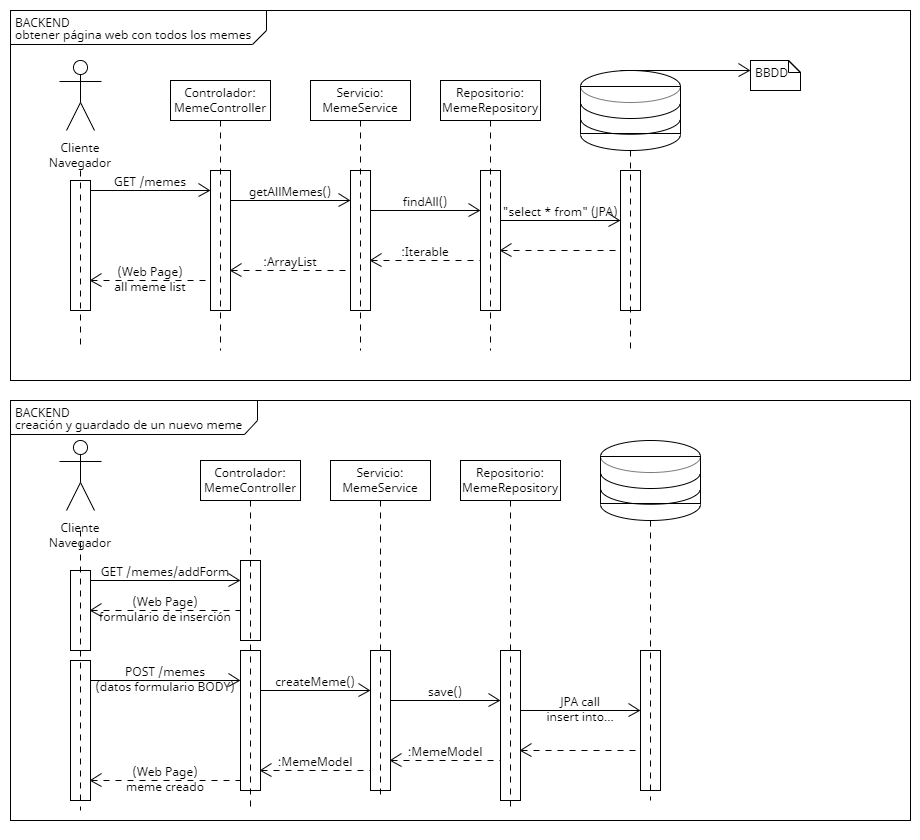 BACKEND
obtener página web con todos los memes
BBDD
Controlador:
MemeController
Servicio:
MemeService
Repositorio:
MemeRepository
Cliente
Navegador
GET /memes
getAllMemes()
findAll()
"select * from" (JPA)
:Iterable
:ArrayList
(Web Page)
all meme list
BACKEND
creación y guardado de un nuevo meme
Controlador:
MemeController
Servicio:
MemeService
Repositorio:
MemeRepository
Cliente
Navegador
GET /memes/addForm
(Web Page)
formulario de inserción
POST /memes
(datos formulario BODY)
createMeme()
save()
JPA call
insert into...
:MemeModel
:MemeModel
(Web Page)
meme creado